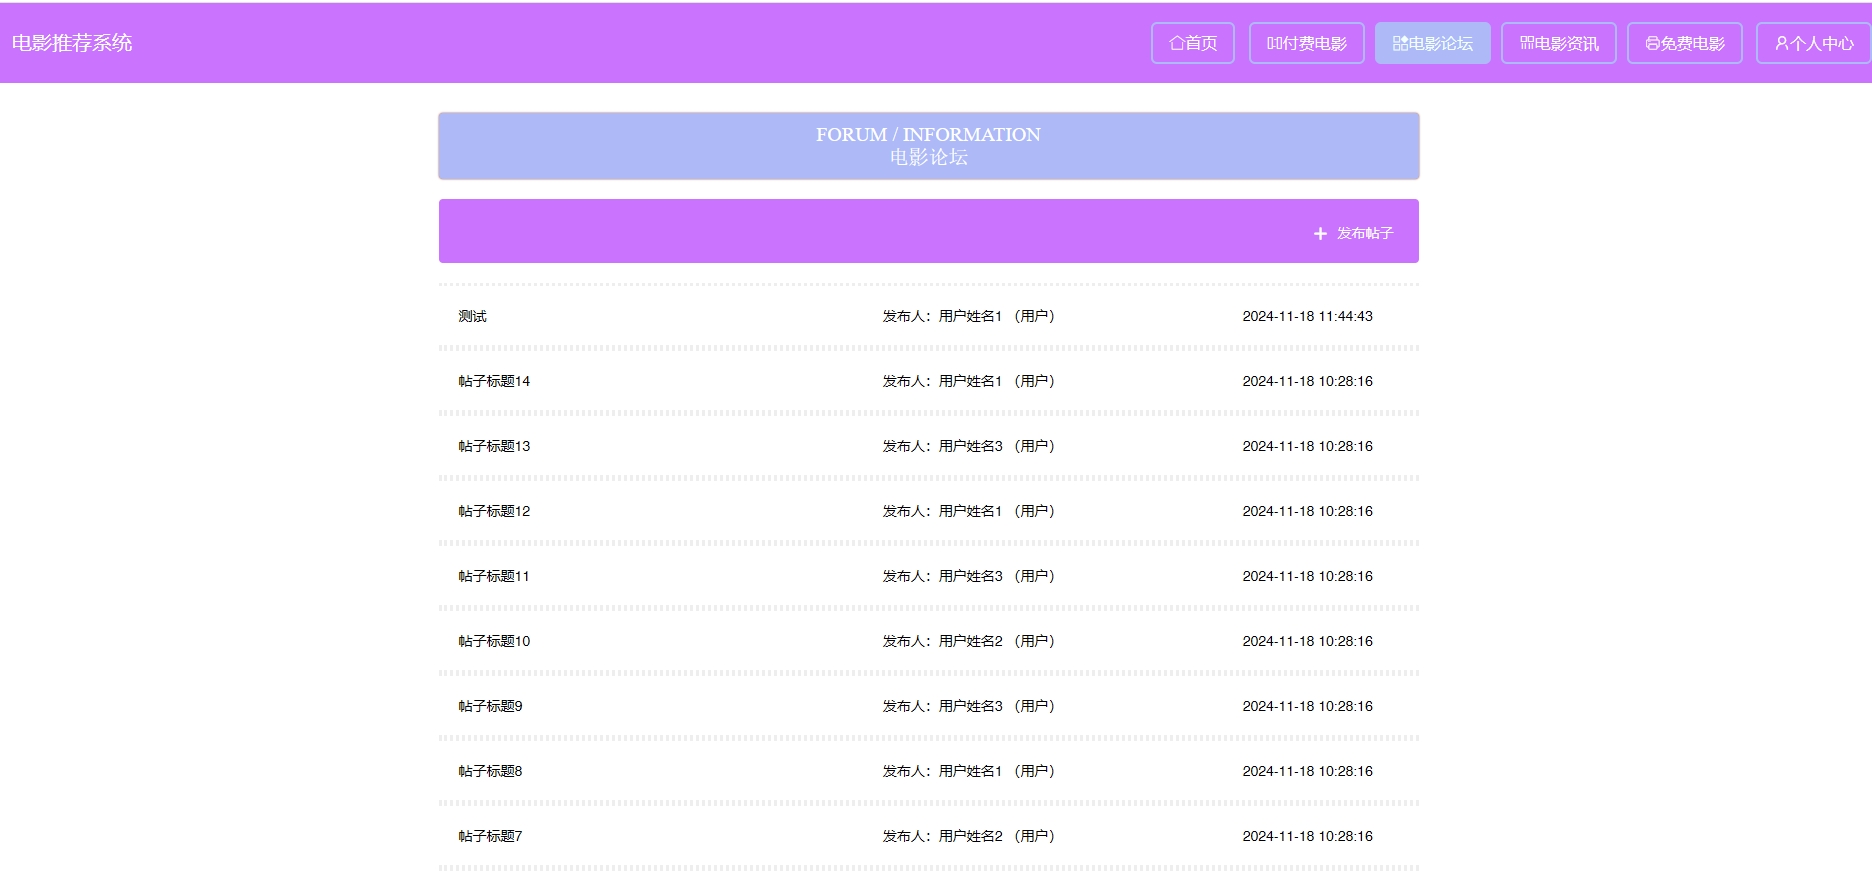 电影推荐系统
首页 付费电影 电影论坛 电影资讯 免费电影 个人中心
FORUM / INFORMATION
电影论坛
+ 发布帖子
测试 发布人：用户姓名1 （用户） 2024-11-18 11:44:43
帖子标题14 发布人：用户姓名1 （用户） 2024-11-18 10:28:16
帖子标题13 发布人：用户姓名3 （用户） 2024-11-18 10:28:16
帖子标题12 发布人：用户姓名1 （用户） 2024-11-18 10:28:16
帖子标题11 发布人：用户姓名3 （用户） 2024-11-18 10:28:16
帖子标题10 发布人：用户姓名2 （用户） 2024-11-18 10:28:16
帖子标题9 发布人：用户姓名3 （用户） 2024-11-18 10:28:16
帖子标题8 发布人：用户姓名1 （用户） 2024-11-18 10:28:16
帖子标题7 发布人：用户姓名2 （用户） 2024-11-18 10:28:16